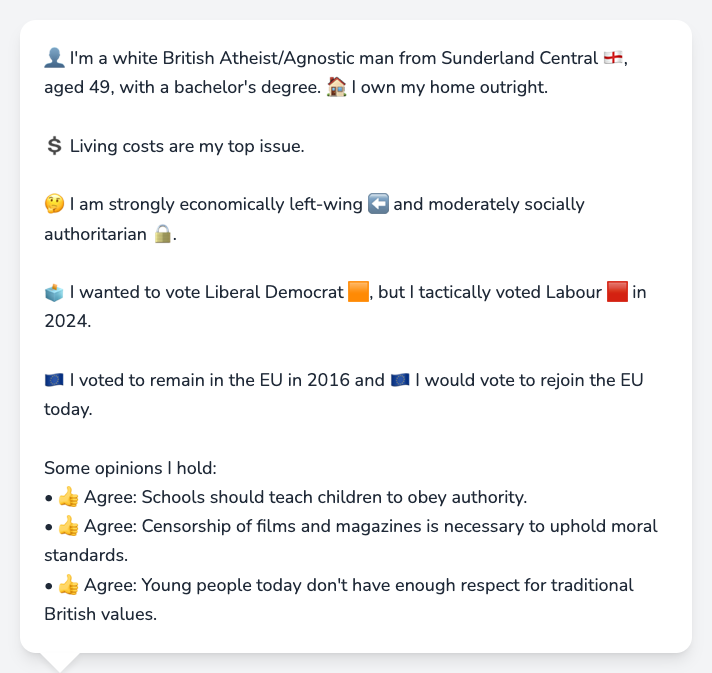 👤 I'm a white British Atheist/Agnostic man from Sunderland Central 🏴󠁧󠁢󠁥󠁮󠁧󠁿,
aged 49, with a bachelor's degree. 🏠 I own my home outright.
💲 Living costs are my top issue.
🤔 I am strongly economically left-wing ⬅️ and moderately socially
authoritarian 🔒.
🗳️ I wanted to vote Liberal Democrat 🟧, but I tactically voted Labour 🟥 in
2024.
🇪🇺 I voted to remain in the EU in 2016 and 🇪🇺 I would vote to rejoin the EU
today.
Some opinions I hold:
• 👍 Agree: Schools should teach children to obey authority.
• 👍 Agree: Censorship of films and magazines is necessary to uphold moral
standards.
• 👍 Agree: Young people today don't have enough respect for traditional
British values.